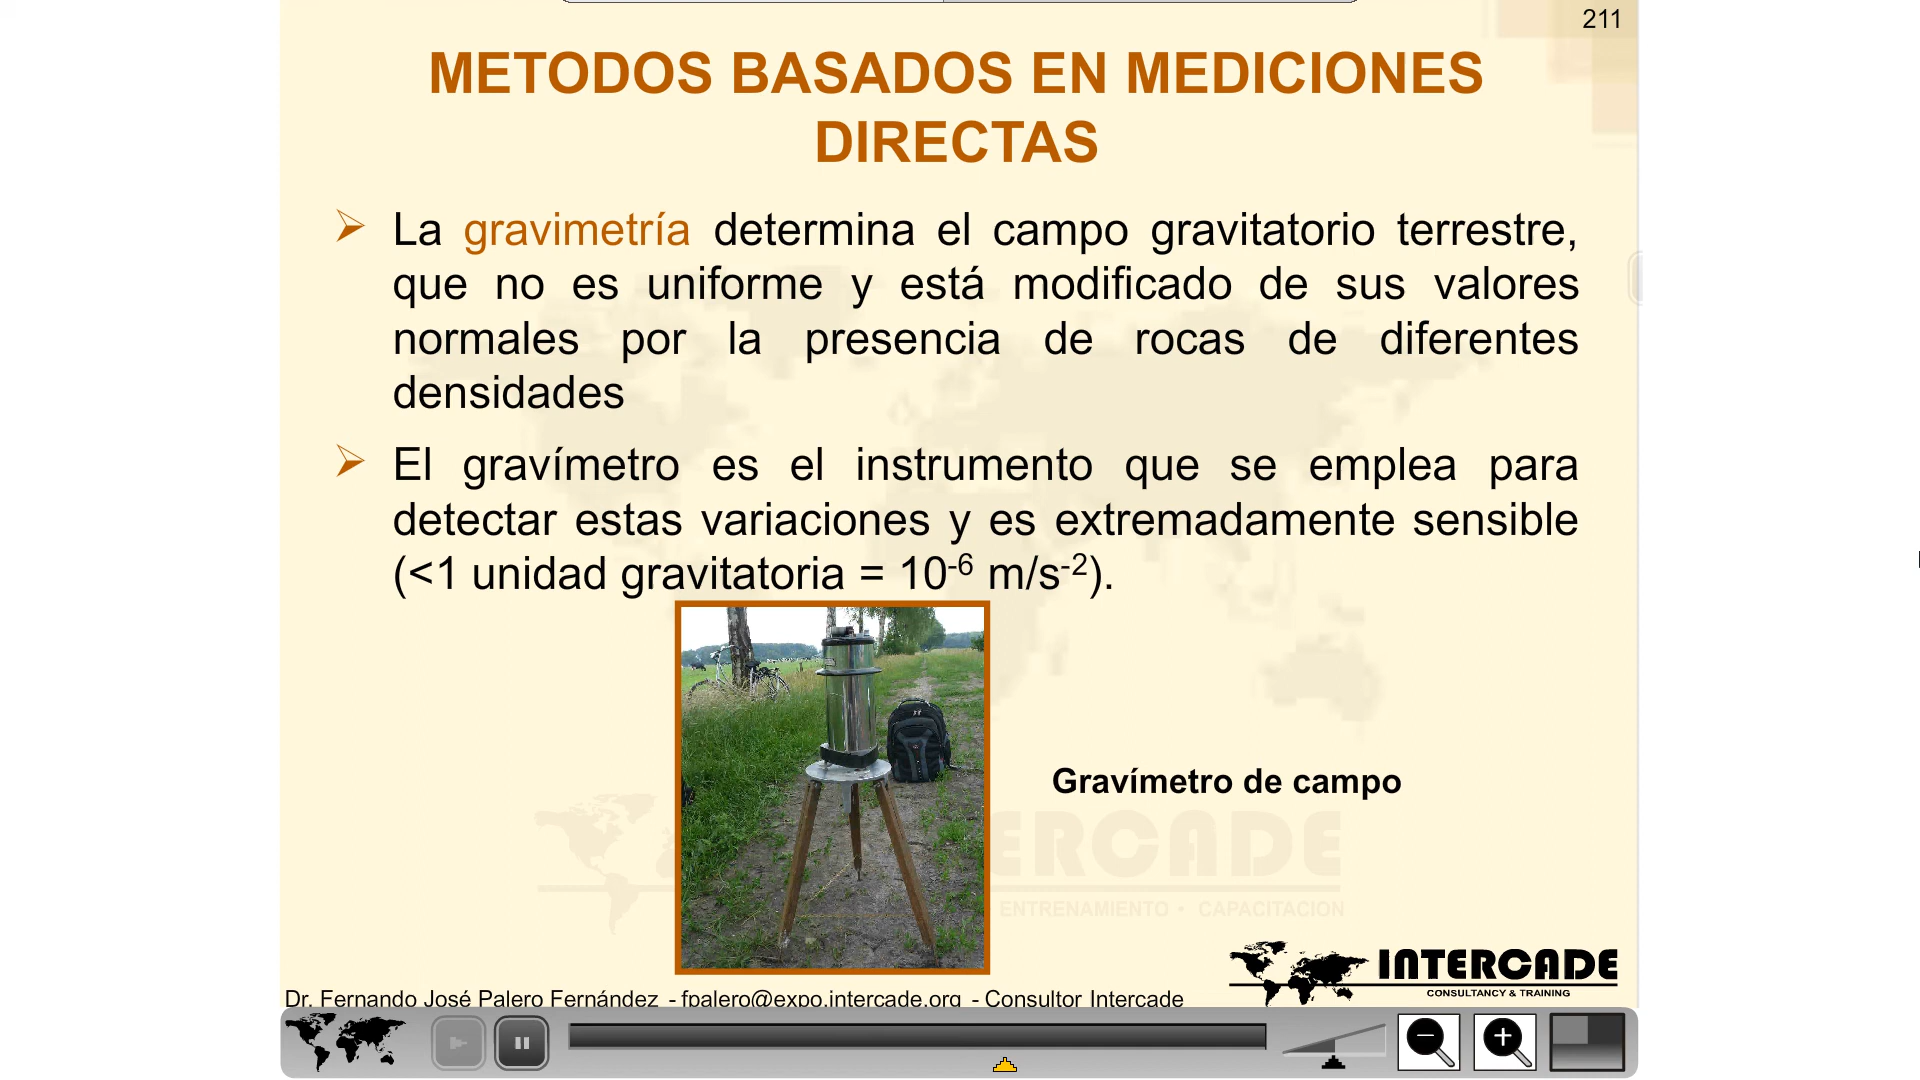 211
METODOS BASADOS EN MEDICIONES
DIRECTAS
➢ La gravimetría determina el campo gravitatorio terrestre,
que no es uniforme y está modificado de sus valores
normales por la presencia de rocas de diferentes
densidades
➢ El gravímetro es el instrumento que se emplea para
detectar estas variaciones y es extremadamente sensible
(<1 unidad gravitatoria = 10⁻⁶ m/s⁻²).
Gravímetro de campo
ERCADE
ENTRENAMIENTO • CAPACITACION
INTERCADE
CONSULTANCY & TRAINING
Dr. Fernando José Palero Fernández - fpalero@expo.intercade.org - Consultor Intercade